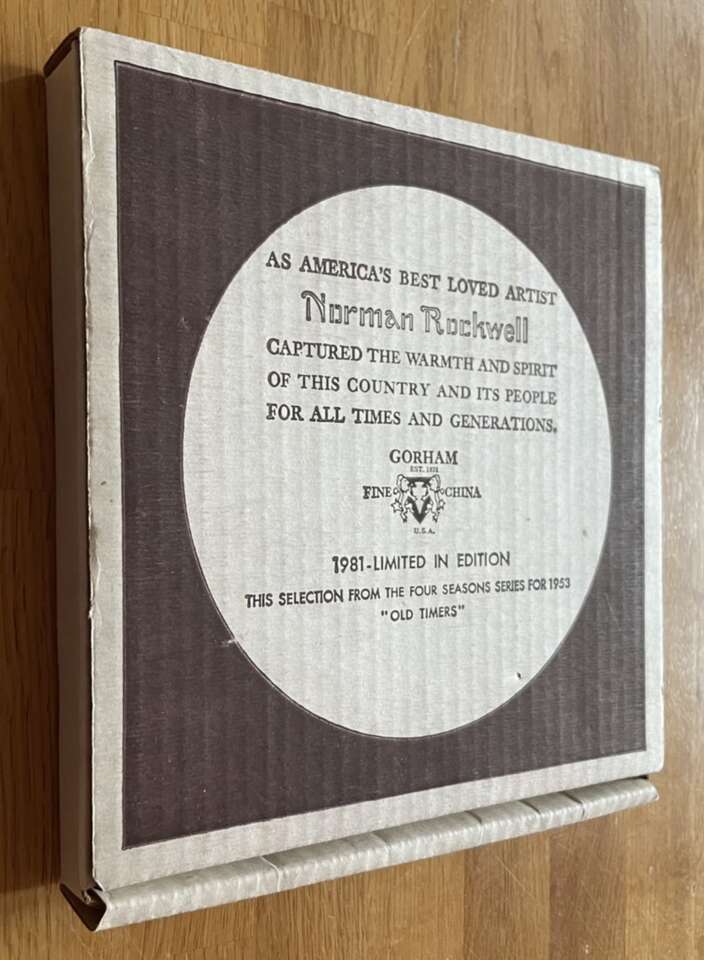 AS AMERICA'S BEST LOVED ARTIST
Norman Rockwell
CAPTURED THE WARMTH AND SPIRIT
OF THIS COUNTRY AND ITS PEOPLE
FOR ALL TIMES AND GENERATIONS.
GORHAM
EST. 1831
FINE CHINA
U.S.A.
1981-LIMITED IN EDITION
THIS SELECTION FROM THE FOUR SEASONS SERIES FOR 1953
"OLD TIMERS"